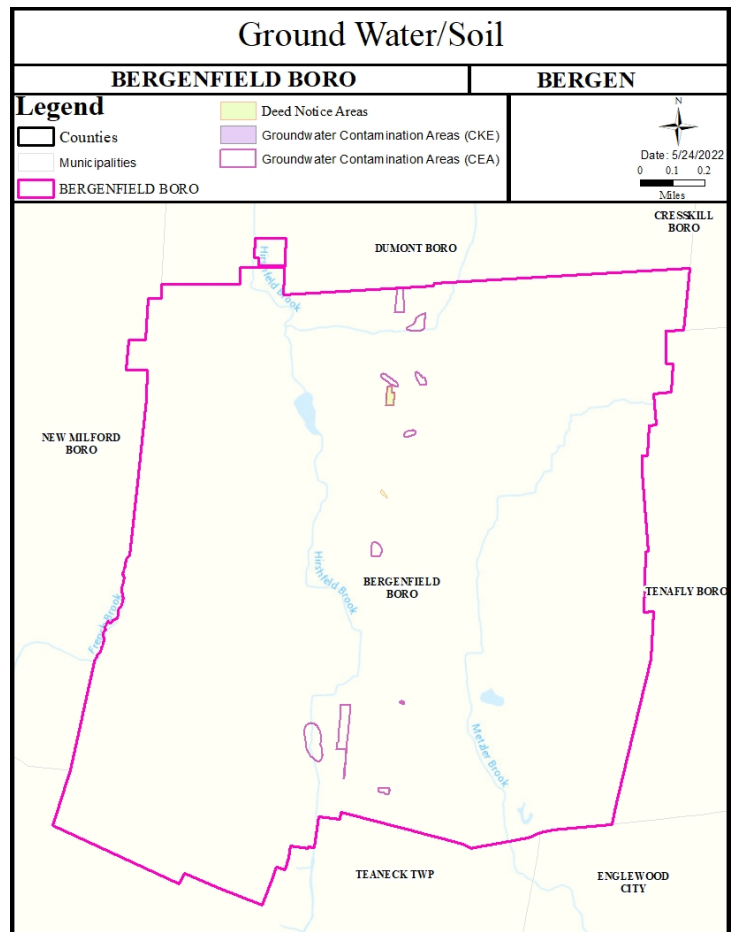 Ground Water/Soil
BERGENFIELD BORO
BERGEN
Legend
Counties
Municipalities
BERGENFIELD BORO
Deed Notice Areas
Groundwater Contamination Areas (CKE)
Groundwater Contamination Areas (CEA)
N
Date: 5/24/2022
0 0.1 0.2
Miles
CRESSKILL
BORO
DUMONT BORO
Hirshfeld Brook
NEW MILFORD
BORO
Hirshfeld Brook
BERGENFIELD
BORO
TENAFLY BORO
French Brook
Metzler Brook
TEANECK TWP
ENGLEWOOD
CITY